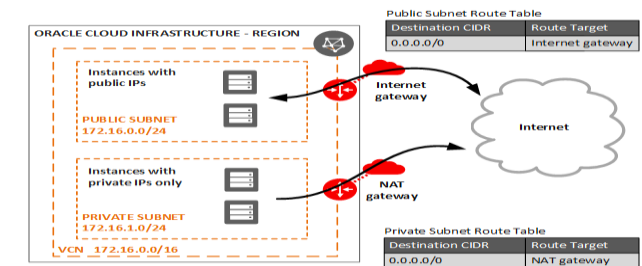 Public Subnet Route Table
Destination CIDR Route Target
0.0.0.0/0 Internet gateway
ORACLE CLOUD INFRASTRUCTURE - REGION
Instances with
public IPs
PUBLIC SUBNET
172.16.0.0/24
Internet
gateway
Internet
Instances with
private IPs only
PRIVATE SUBNET
172.16.1.0/24
NAT
gateway
VCN 172.16.0.0/16
Private Subnet Route Table
Destination CIDR Route Target
0.0.0.0/0 NAT gateway